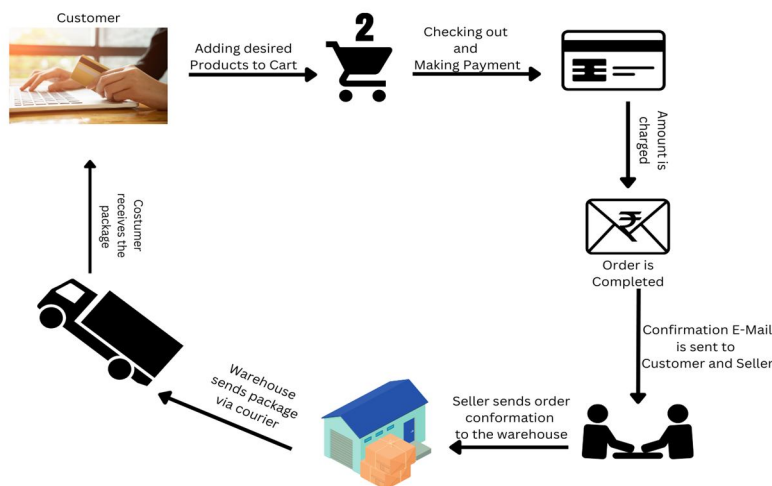 Customer
Adding desired
Products to Cart
2
Checking out
and
Making Payment
Amount is
charged
₹
Order is
Completed
Confirmation E-Mail
is sent to
Customer and Seller
Seller sends order
conformation
to the warehouse
Warehouse
sends package
via courier
Costumer
receives the
package